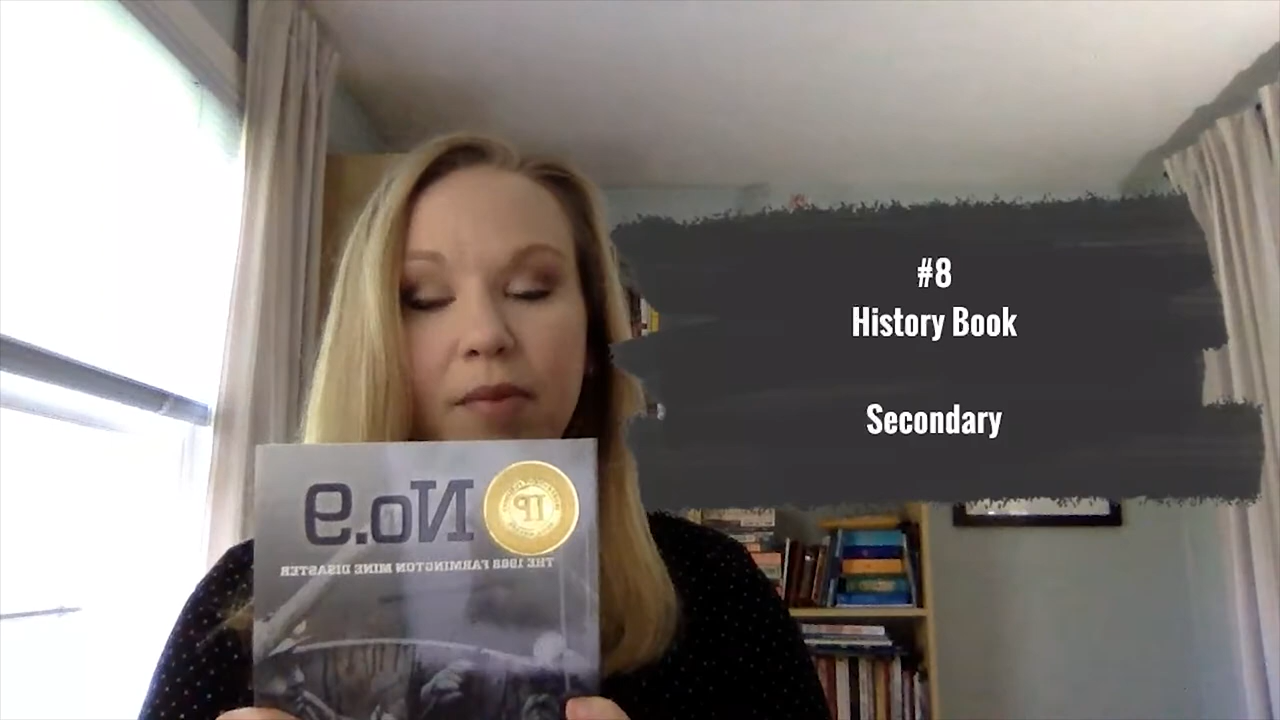 #8
History Book
Secondary
No.9
THE 1968 FARMINGTON MINE DISASTER